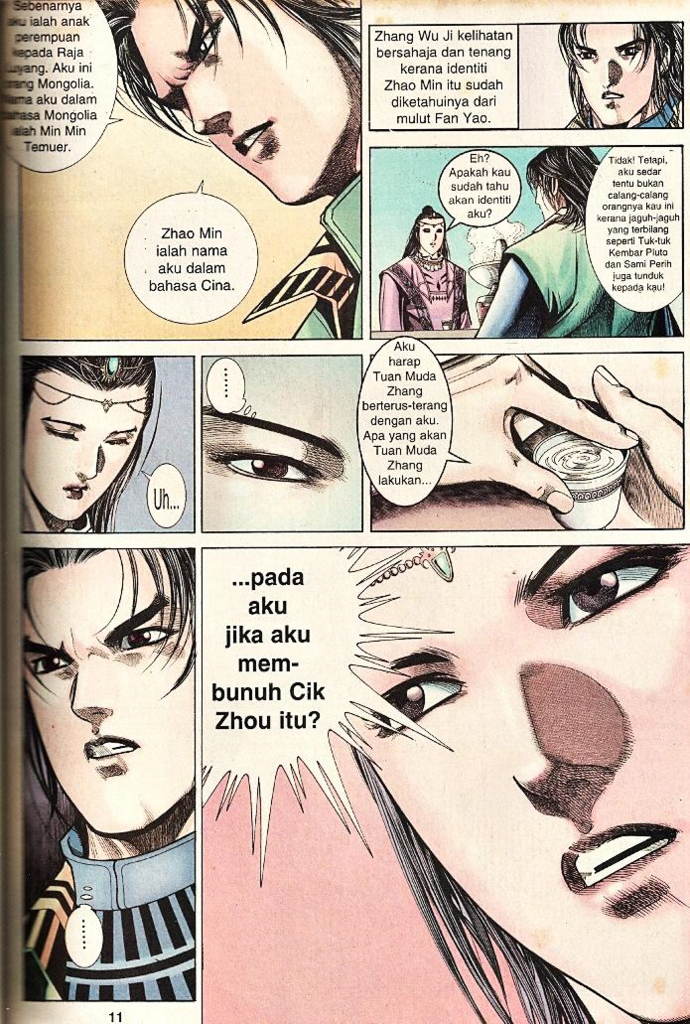 Sebenarnya
aku ialah anak
perempuan
kepada Raja
Aku ini
Mongolia.
aku dalam
bahasa Mongolia
ialah Min Min
Temuer.
Zhao Min
ialah nama
aku dalam
bahasa Cina.
Zhang Wu Ji kelihatan
bersahaja dan tenang
kerana identiti
Zhao Min itu sudah
diketahuinya dari
mulut Fan Yao.
Eh?
Apakah kau
sudah tahu
akan identiti
aku?
Tidak! Tetapi,
aku sedar
tentu bukan
calang-calang
orangnya kau ini
kerana jaguh-jaguh
yang terbilang
seperti Tuk-tuk
Kembar Pluto
dan Sami Perih
juga tunduk
kepada kau!
Uh...
......
Aku
harap
Tuan Muda
Zhang
berterus-terang
dengan aku.
Apa yang akan
Tuan Muda
Zhang
lakukan...
......
...pada
aku
jika aku
mem-
bunuh Cik
Zhou itu?
11